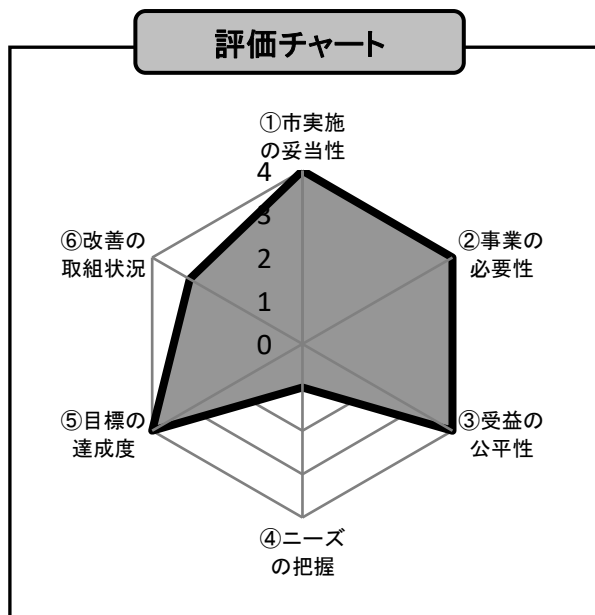 評価チャート
①市実施
の妥当性
4
3
2
1
0
②事業の
必要性
③受益の
公平性
④ニーズ
の把握
⑤目標の
達成度
⑥改善の
取組状況